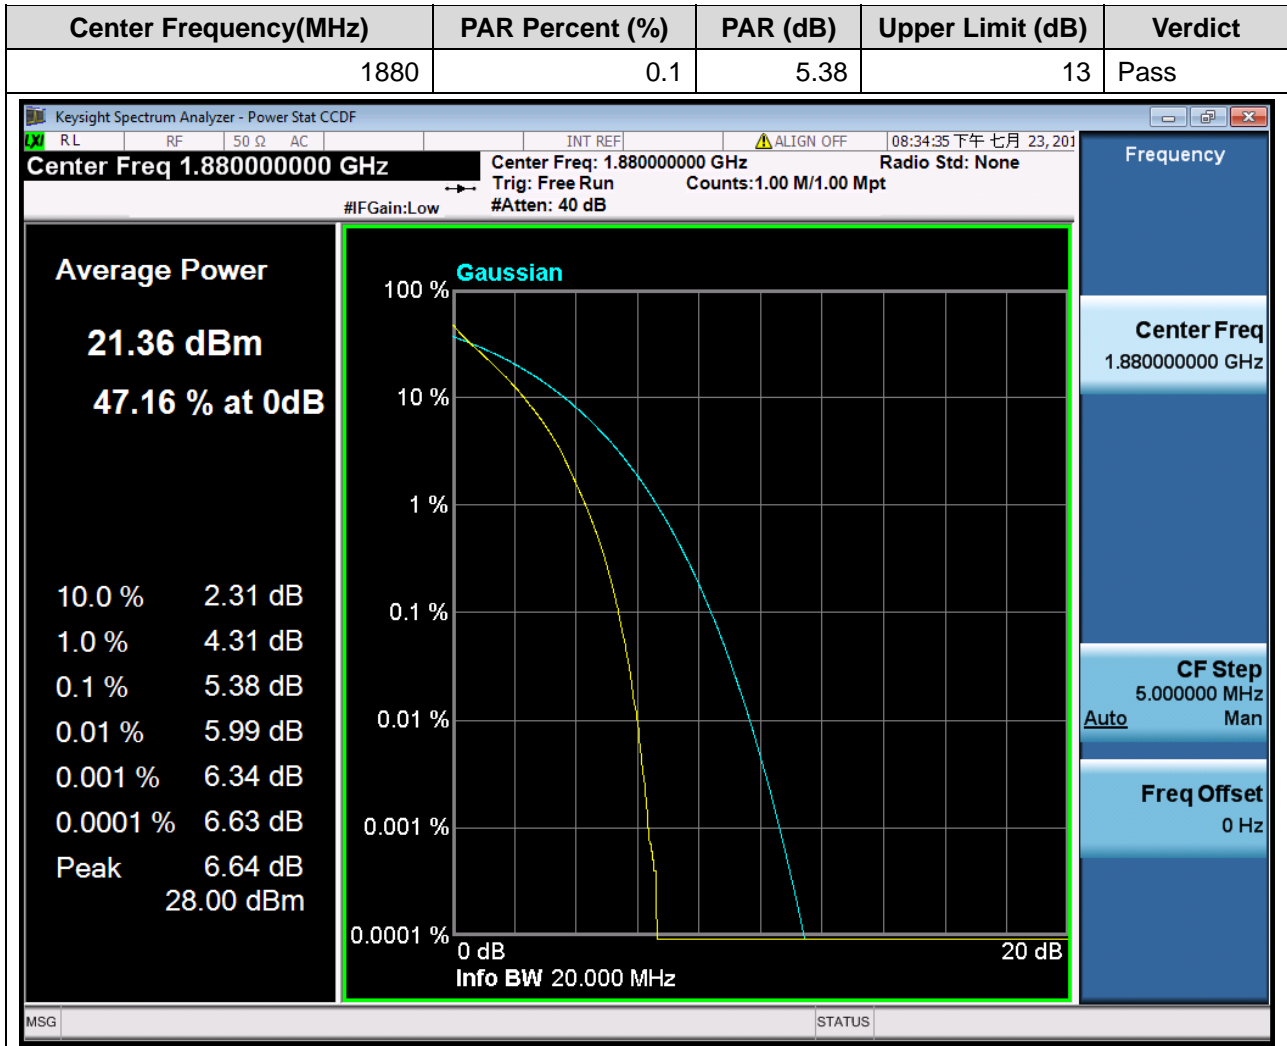 Center Frequency(MHz) PAR Percent (%) PAR (dB) Upper Limit (dB) Verdict
1880 0.1 5.38 13 Pass
Keysight Spectrum Analyzer - Power Stat CCDF
LXI RL RF 50 Ω AC INT REF ALIGN OFF 08:34:35 下午 七月 23, 201
Center Freq 1.880000000 GHz
Center Freq: 1.880000000 GHz Radio Std: None
Trig: Free Run Counts:1.00 M/1.00 Mpt
#IFGain:Low #Atten: 40 dB
Average Power
21.36 dBm
47.16 % at 0dB
10.0 % 2.31 dB
1.0 % 4.31 dB
0.1 % 5.38 dB
0.01 % 5.99 dB
0.001 % 6.34 dB
0.0001 % 6.63 dB
Peak 6.64 dB
28.00 dBm
Gaussian
100 %
10 %
1 %
0.1 %
0.01 %
0.001 %
0.0001 %
0 dB 20 dB
Info BW 20.000 MHz
Frequency
Center Freq
1.880000000 GHz
CF Step
5.000000 MHz
Auto Man
Freq Offset
0 Hz
MSG STATUS